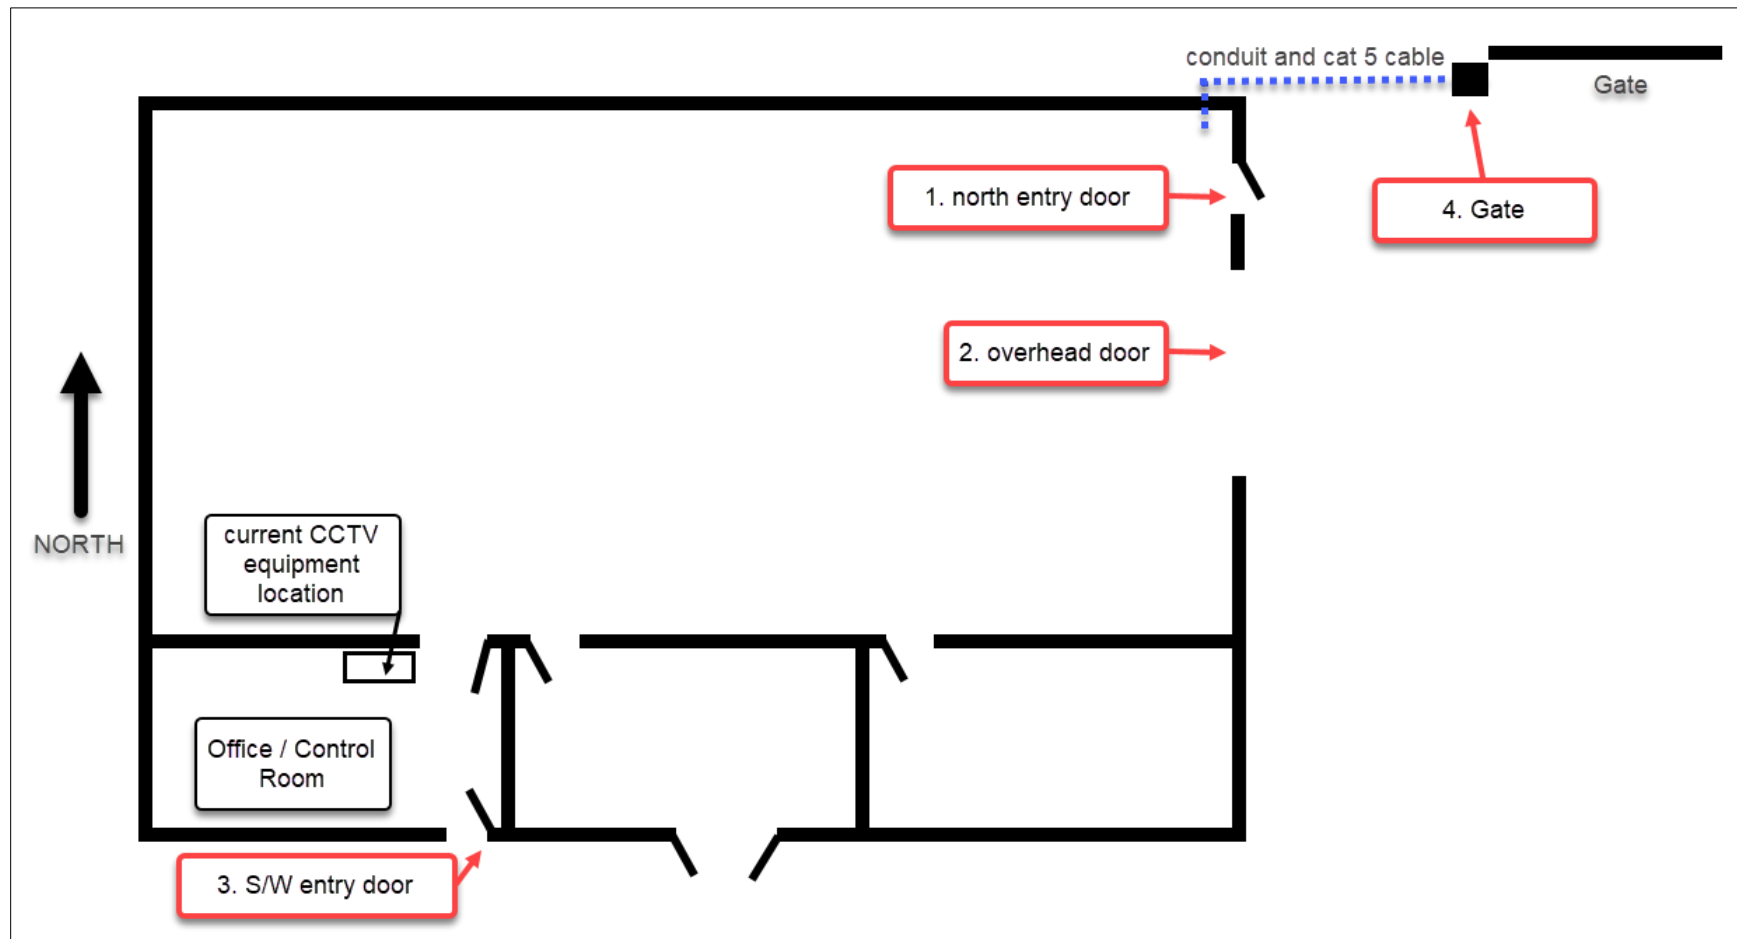 conduit and cat 5 cable
Gate
1. north entry door
4. Gate
2. overhead door
NORTH
current CCTV
equipment
location
Office / Control
Room
3. S/W entry door